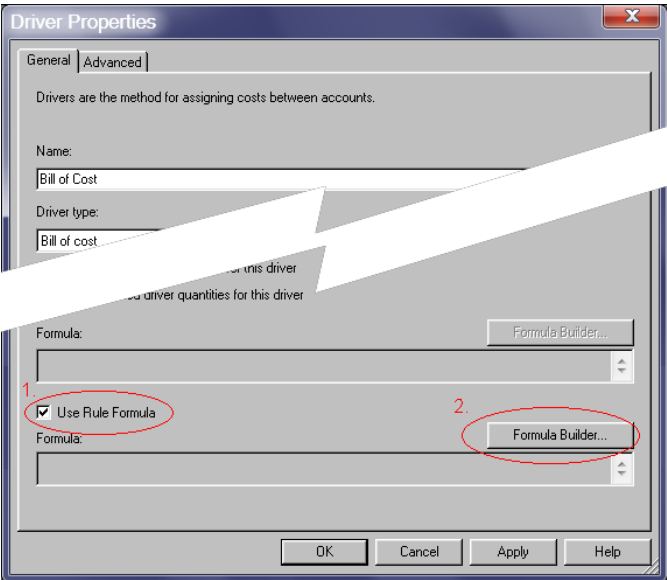 Driver Properties
General Advanced
Drivers are the method for assigning costs between accounts.
Name:
Bill of Cost
Driver type:
Bill of cost
this driver
driver quantities for this driver
Formula: Formula Builder...
1.
Use Rule Formula
2.
Formula: Formula Builder...
OK Cancel Apply Help